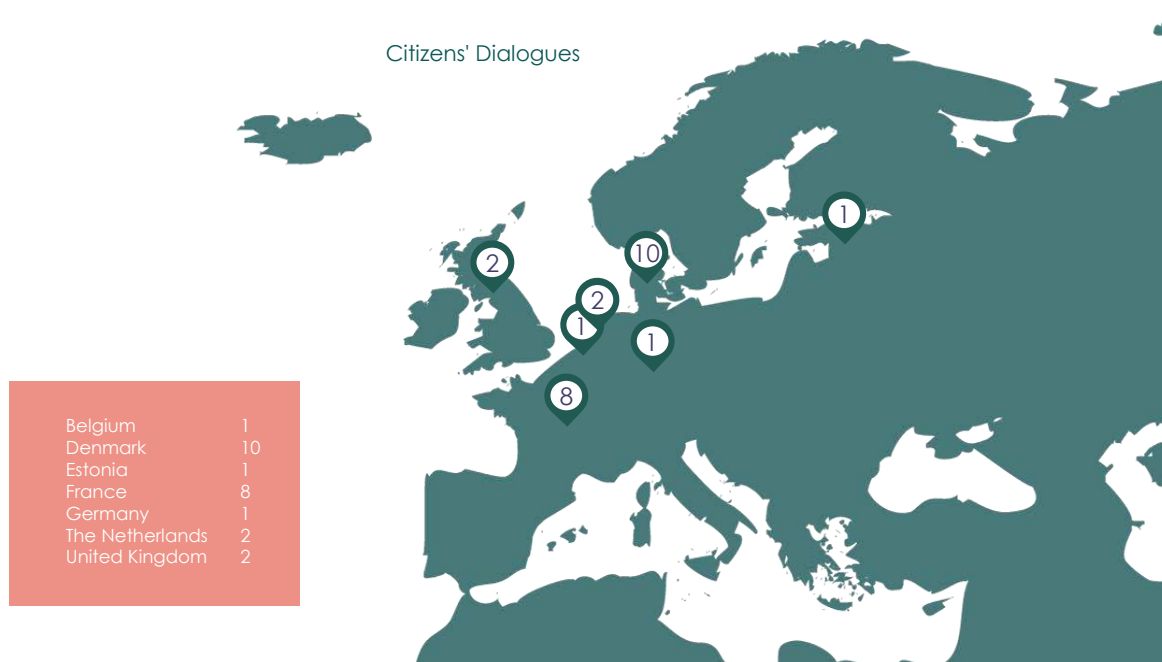 Citizens' Dialogues
1
10
2
2
1
1
8
Belgium 1
Denmark 10
Estonia 1
France 8
Germany 1
The Netherlands 2
United Kingdom 2